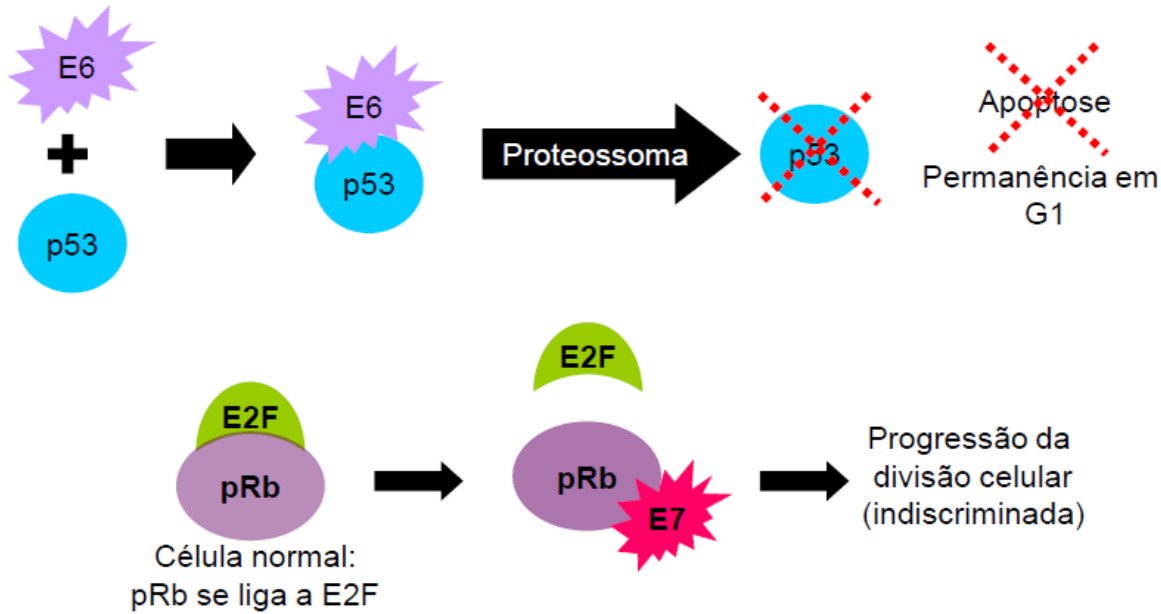 E6
p53
E6
p53
Proteossoma
p53
Apoptose
Permanência em
G1
E2F
pRb
Célula normal:
pRb se liga a E2F
E2F
pRb
E7
Progressão da
divisão celular
(indiscriminada)